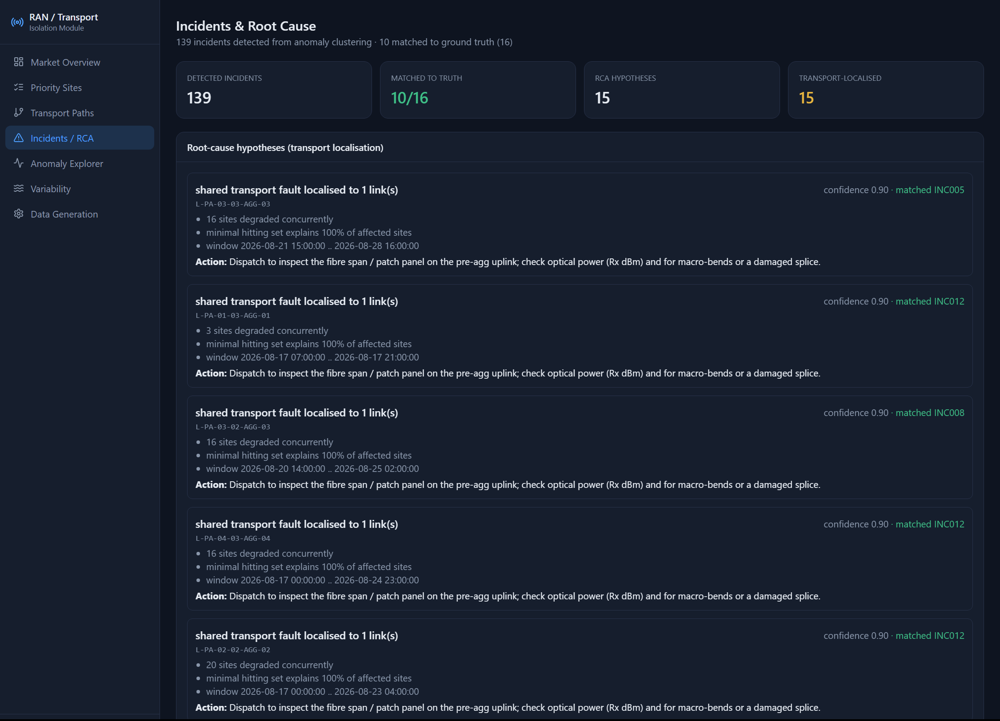 RAN / Transport
Isolation Module
Market Overview
Priority Sites
Transport Paths
Incidents / RCA
Anomaly Explorer
Variability
Data Generation
Incidents & Root Cause
139 incidents detected from anomaly clustering · 10 matched to ground truth (16)
DETECTED INCIDENTS
139
MATCHED TO TRUTH
10/16
RCA HYPOTHESES
15
TRANSPORT-LOCALISED
15
Root-cause hypotheses (transport localisation)
shared transport fault localised to 1 link(s)
confidence 0.90 · matched INC005
L-PA-03-03-AGG-03
• 16 sites degraded concurrently
• minimal hitting set explains 100% of affected sites
• window 2026-08-21 15:00:00 .. 2026-08-28 16:00:00
Action: Dispatch to inspect the fibre span / patch panel on the pre-agg uplink; check optical power (Rx dBm) and for macro-bends or a damaged splice.
shared transport fault localised to 1 link(s)
confidence 0.90 · matched INC012
L-PA-01-03-AGG-01
• 3 sites degraded concurrently
• minimal hitting set explains 100% of affected sites
• window 2026-08-17 07:00:00 .. 2026-08-17 21:00:00
Action: Dispatch to inspect the fibre span / patch panel on the pre-agg uplink; check optical power (Rx dBm) and for macro-bends or a damaged splice.
shared transport fault localised to 1 link(s)
confidence 0.90 · matched INC008
L-PA-03-02-AGG-03
• 16 sites degraded concurrently
• minimal hitting set explains 100% of affected sites
• window 2026-08-20 14:00:00 .. 2026-08-25 02:00:00
Action: Dispatch to inspect the fibre span / patch panel on the pre-agg uplink; check optical power (Rx dBm) and for macro-bends or a damaged splice.
shared transport fault localised to 1 link(s)
confidence 0.90 · matched INC012
L-PA-04-03-AGG-04
• 16 sites degraded concurrently
• minimal hitting set explains 100% of affected sites
• window 2026-08-17 00:00:00 .. 2026-08-24 23:00:00
Action: Dispatch to inspect the fibre span / patch panel on the pre-agg uplink; check optical power (Rx dBm) and for macro-bends or a damaged splice.
shared transport fault localised to 1 link(s)
confidence 0.90 · matched INC012
L-PA-02-02-AGG-02
• 20 sites degraded concurrently
• minimal hitting set explains 100% of affected sites
• window 2026-08-17 00:00:00 .. 2026-08-23 04:00:00
Action: Dispatch to inspect the fibre span / patch panel on the pre-agg uplink; check optical power (Rx dBm) and for macro-bends or a damaged splice.